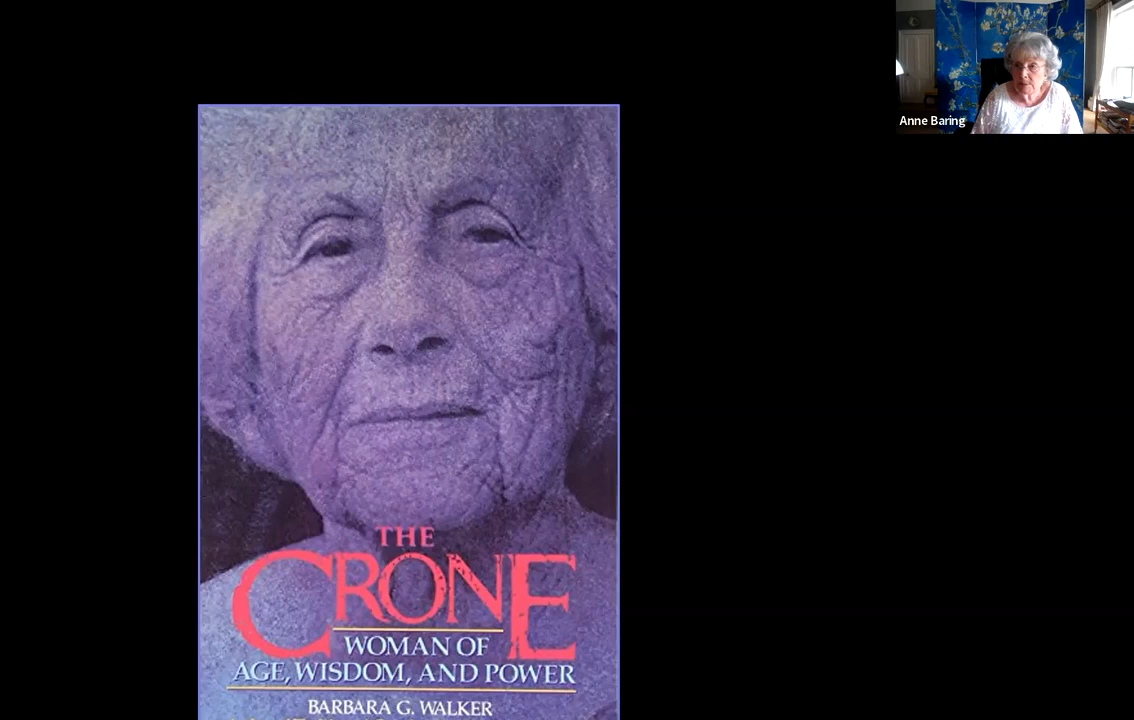 Anne Baring
THE
CRONE
WOMAN OF
AGE, WISDOM, AND POWER
BARBARA G. WALKER